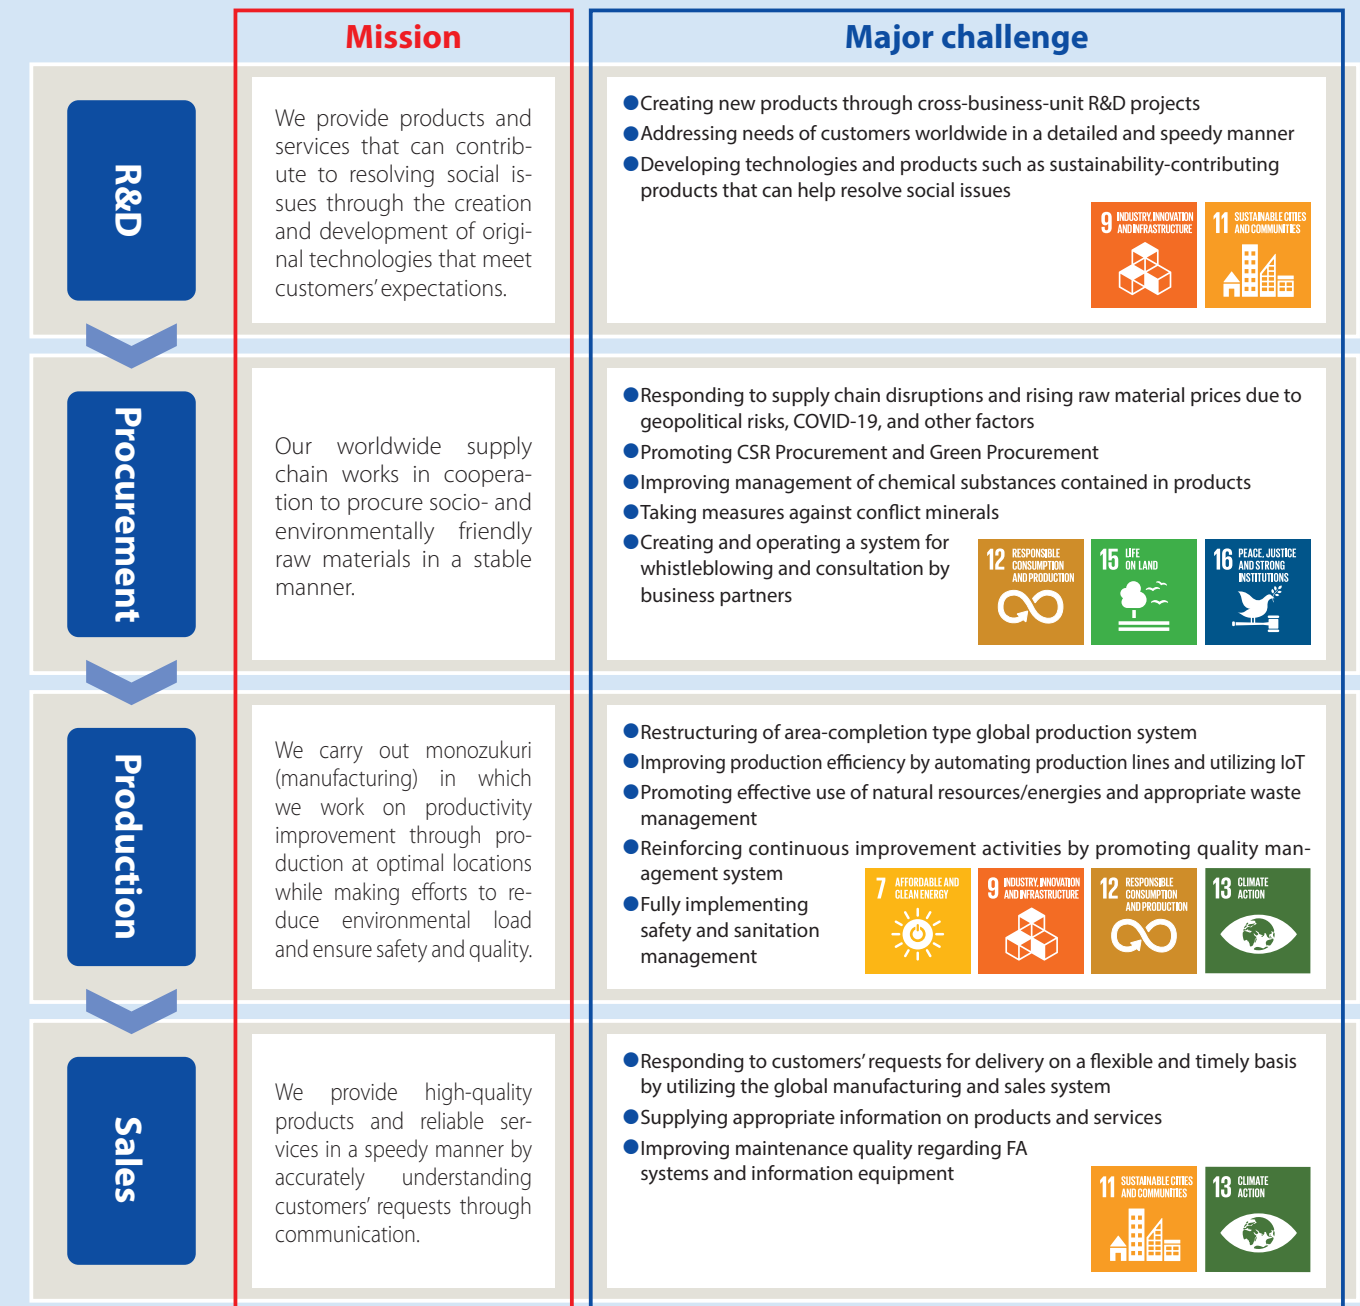 Mission
Major challenge
R&D
We provide products and
services that can contrib-
ute to resolving social is-
sues through the creation
and development of origi-
nal technologies that meet
customers' expectations.
●Creating new products through cross-business-unit R&D projects
●Addressing needs of customers worldwide in a detailed and speedy manner
●Developing technologies and products such as sustainability-contributing
products that can help resolve social issues
9 INDUSTRY, INNOVATION
AND INFRASTRUCTURE
11 SUSTAINABLE CITIES
AND COMMUNITIES
Procurement
Our worldwide supply
chain works in coopera-
tion to procure socio- and
environmentally friendly
raw materials in a stable
manner.
●Responding to supply chain disruptions and rising raw material prices due to
geopolitical risks, COVID-19, and other factors
●Promoting CSR Procurement and Green Procurement
●Improving management of chemical substances contained in products
●Taking measures against conflict minerals
●Creating and operating a system for
whistleblowing and consultation by
business partners
12 RESPONSIBLE
CONSUMPTION
AND PRODUCTION
15 LIFE
ON LAND
16 PEACE, JUSTICE
AND STRONG
INSTITUTIONS
Production
We carry out monozukuri
(manufacturing) in which
we work on productivity
improvement through pro-
duction at optimal locations
while making efforts to re-
duce environmental load
and ensure safety and quality.
●Restructuring of area-completion type global production system
●Improving production efficiency by automating production lines and utilizing IoT
●Promoting effective use of natural resources/energies and appropriate waste
management
●Reinforcing continuous improvement activities by promoting quality man-
agement system
●Fully implementing
safety and sanitation
management
7 AFFORDABLE AND
CLEAN ENERGY
9 INDUSTRY, INNOVATION
AND INFRASTRUCTURE
12 RESPONSIBLE
CONSUMPTION
AND PRODUCTION
13 CLIMATE
ACTION
Sales
We provide high-quality
products and reliable ser-
vices in a speedy manner by
accurately understanding
customers' requests through
communication.
●Responding to customers' requests for delivery on a flexible and timely basis
by utilizing the global manufacturing and sales system
●Supplying appropriate information on products and services
●Improving maintenance quality regarding FA
systems and information equipment
11 SUSTAINABLE CITIES
AND COMMUNITIES
13 CLIMATE
ACTION